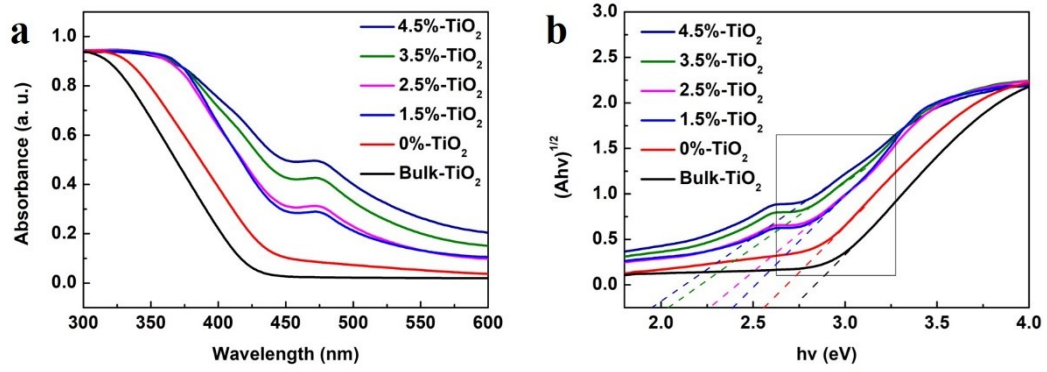 a
1.0
0.8
0.6
0.4
0.2
0.0
Absorbance (a. u.)
300
350
400
450
500
550
600
Wavelength (nm)
4.5%-TiO₂
3.5%-TiO₂
2.5%-TiO₂
1.5%-TiO₂
0%-TiO₂
Bulk-TiO₂
b
3.0
2.5
2.0
1.5
1.0
0.5
0.0
(Ahν)¹/²
2.0
2.5
3.0
3.5
4.0
hν (eV)
4.5%-TiO₂
3.5%-TiO₂
2.5%-TiO₂
1.5%-TiO₂
0%-TiO₂
Bulk-TiO₂